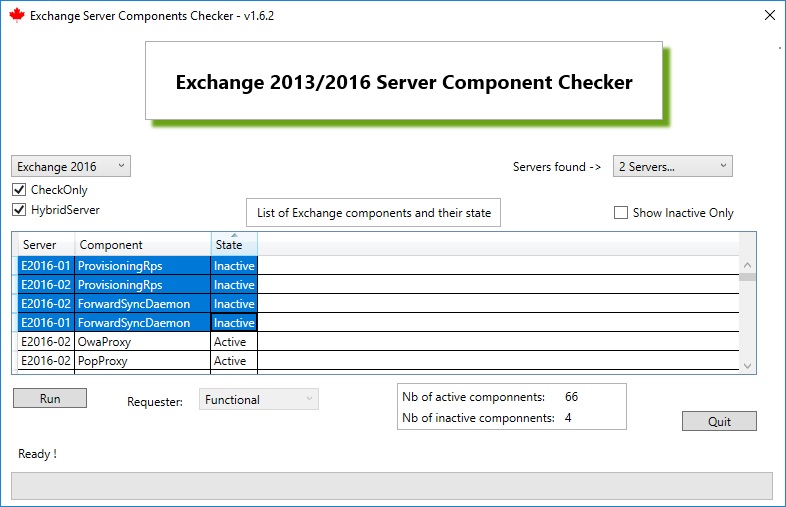 Exchange Server Components Checker - v1.6.2
Exchange 2013/2016 Server Component Checker
Exchange 2016
Servers found -> 2 Servers...
CheckOnly
HybridServer
List of Exchange components and their state
Show Inactive Only
Server Component State
E2016-01 ProvisioningRps Inactive
E2016-02 ProvisioningRps Inactive
E2016-02 ForwardSyncDaemon Inactive
E2016-01 ForwardSyncDaemon Inactive
E2016-02 OwaProxy Active
E2016-02 PopProxy Active
Run
Requester: Functional
Nb of active componnents: 66
Nb of inactive componnents: 4
Quit
Ready !